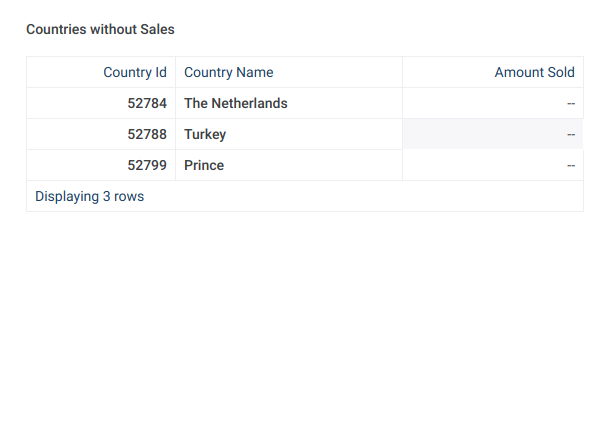 Countries without Sales
Country Id Country Name Amount Sold
52784 The Netherlands --
52788 Turkey --
52799 Prince --
Displaying 3 rows